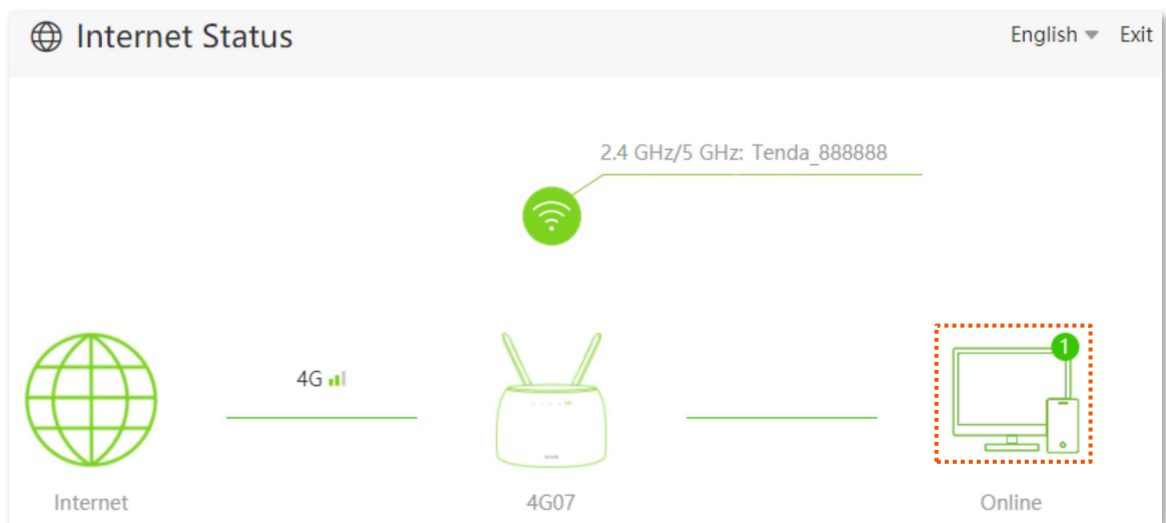 Internet Status
English Exit
2.4 GHz/5 GHz: Tenda_888888
1
4G
Internet
4G07
Online